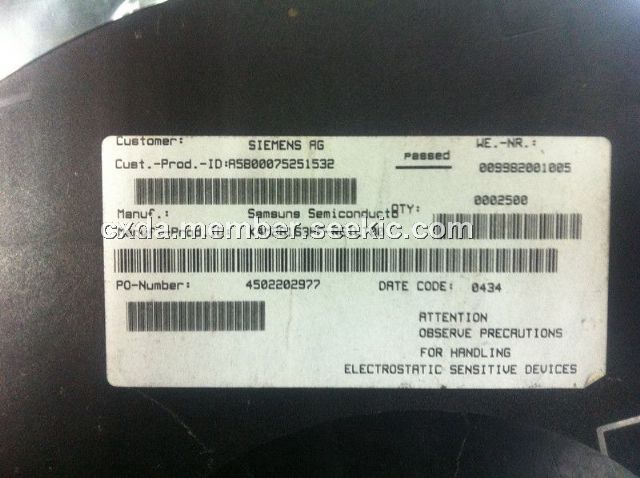 Customer: SIEMENS AG WE.-NR.:
Cust.-Prod.-ID:A5B00075251532 Passed 009982001005
Manuf.: Samsung Semiconducto QTY: 0002500
cxda.member.seekic.com
PO-Number: 4502202977 DATE CODE: 0434
ATTENTION
OBSERVE PRECAUTIONS
FOR HANDLING
ELECTROSTATIC SENSITIVE DEVICES